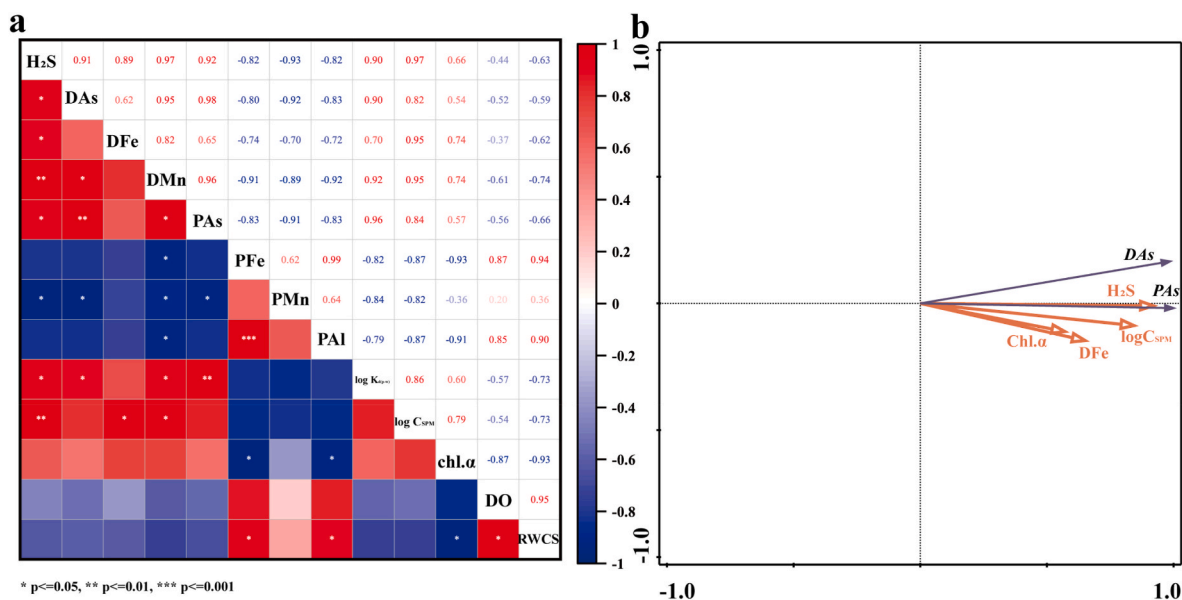 a
H₂S 0.91 0.89 0.97 0.92 -0.82 -0.93 -0.82 0.90 0.97 0.66 -0.44 -0.63
* DAs 0.62 0.95 0.98 -0.80 -0.92 -0.83 0.90 0.82 0.54 -0.52 -0.59
* DFe 0.82 0.65 -0.74 -0.70 -0.72 0.70 0.95 0.74 -0.37 -0.62
** * DMn 0.96 -0.91 -0.89 -0.92 0.92 0.95 0.74 -0.61 -0.74
* ** * PAs -0.83 -0.91 -0.83 0.96 0.84 0.57 -0.56 -0.66
* PFe 0.62 0.99 -0.82 -0.87 -0.93 0.87 0.94
* * * * PMn 0.64 -0.84 -0.82 -0.36 0.20 0.36
* *** PAl -0.79 -0.87 -0.91 0.85 0.90
* * * ** log K 0.86 0.60 -0.57 -0.73
** * * log CSPM 0.79 -0.54 -0.73
* * chl.α -0.87 -0.93
DO 0.95
* * * * RWCS
* p<=0.05, ** p<=0.01, *** p<=0.001
1
0.8
0.6
0.4
0.2
0
-0.2
-0.4
-0.6
-0.8
-1
b
1.0
-1.0
-1.0
1.0
DAs
H₂S
PAs
logCSPM
Chl.α
DFe